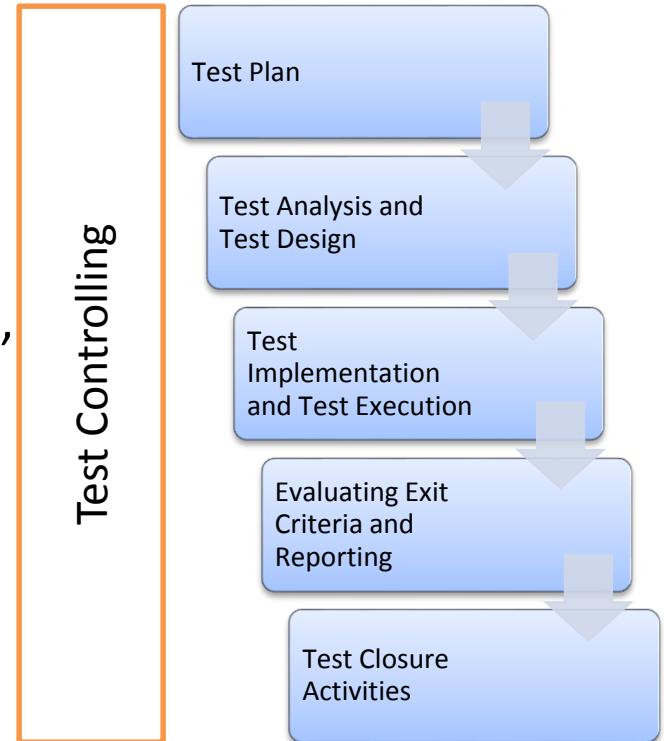 Test Controlling
,
Test Plan
Test Analysis and
Test Design
Test
Implementation
and Test Execution
Evaluating Exit
Criteria and
Reporting
Test Closure
Activities